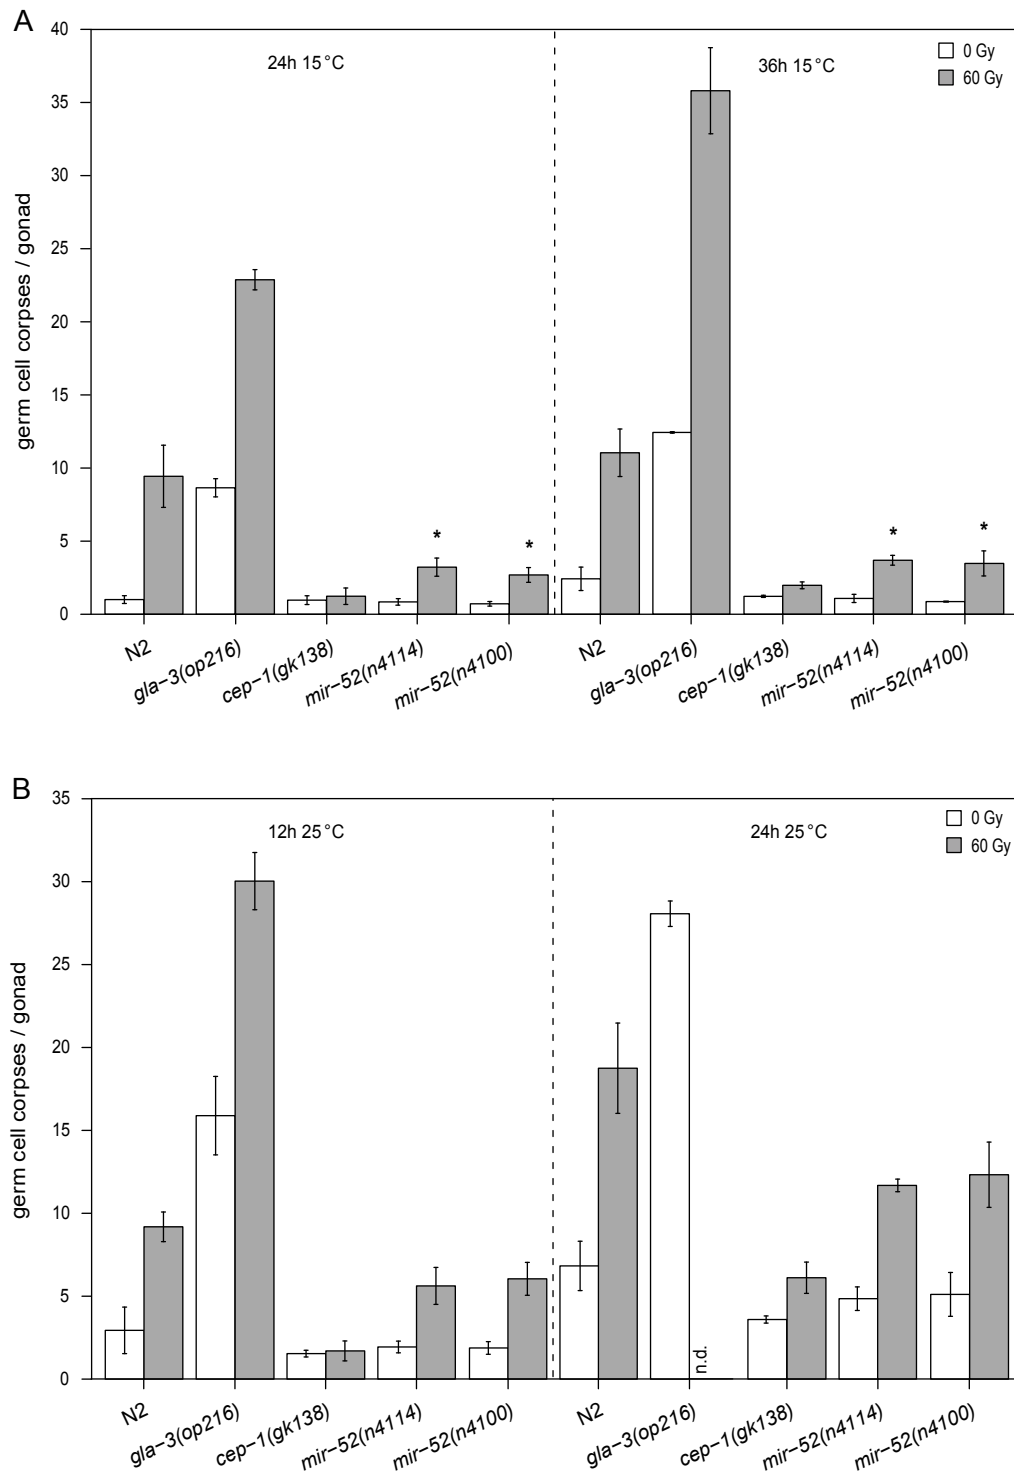 A
24h 15 °C
36h 15 °C
0 Gy
60 Gy
germ cell corpses / gonad
40
35
30
25
20
15
10
5
0
*
*
*
*
N2
gla−3(op216)
cep−1(gk138)
mir−52(n4114)
mir−52(n4100)
N2
gla−3(op216)
cep−1(gk138)
mir−52(n4114)
mir−52(n4100)
B
12h 25 °C
24h 25 °C
0 Gy
60 Gy
germ cell corpses / gonad
35
30
25
20
15
10
5
0
n.d.
N2
gla−3(op216)
cep−1(gk138)
mir−52(n4114)
mir−52(n4100)
N2
gla−3(op216)
cep−1(gk138)
mir−52(n4114)
mir−52(n4100)